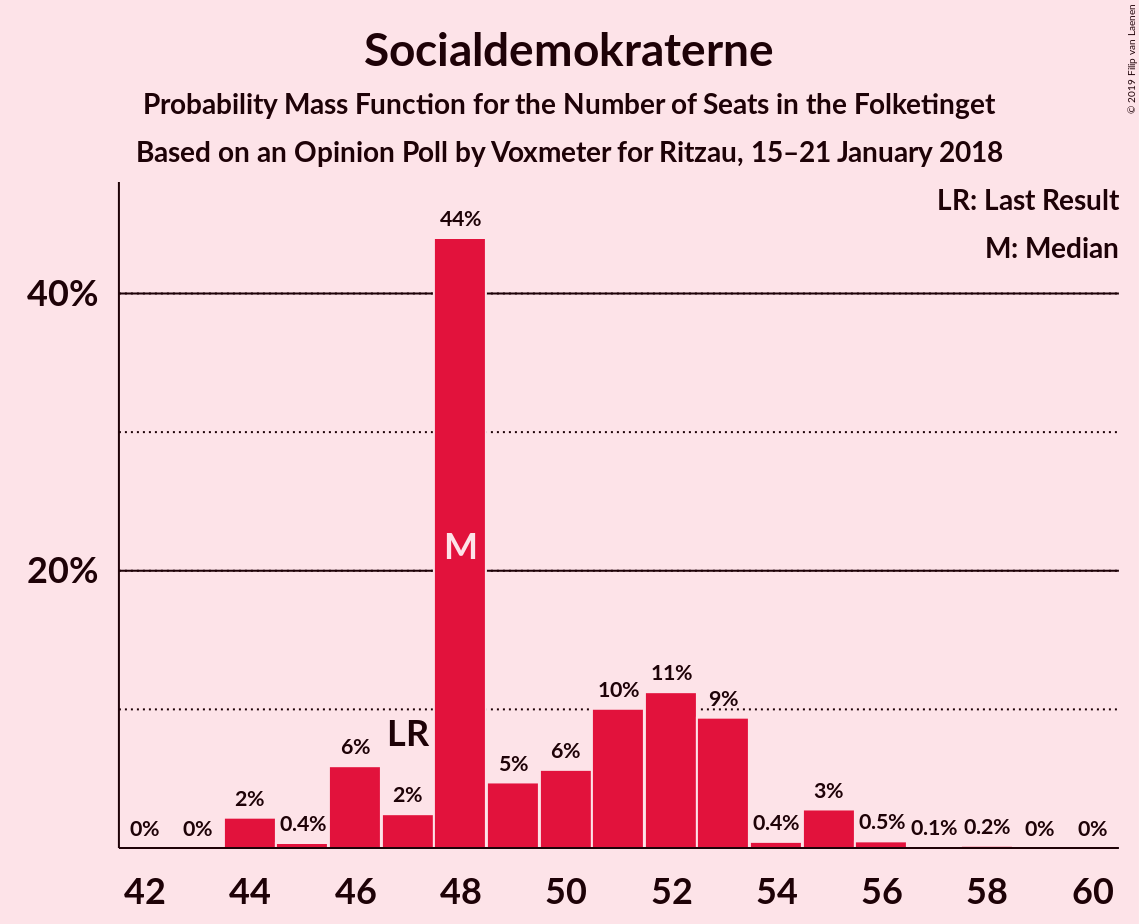 Socialdemokraterne
Probability Mass Function for the Number of Seats in the Folketinget
Based on an Opinion Poll by Voxmeter for Ritzau, 15–21 January 2018
© 2019 Filip van Laenen
LR: Last Result
M: Median
40%
20%
0%
0%
2%
0.4%
6%
2%
44%
5%
6%
10%
11%
9%
0.4%
3%
0.5%
0.1%
0.2%
0%
0%
LR
M
42 44 46 48 50 52 54 56 58 60